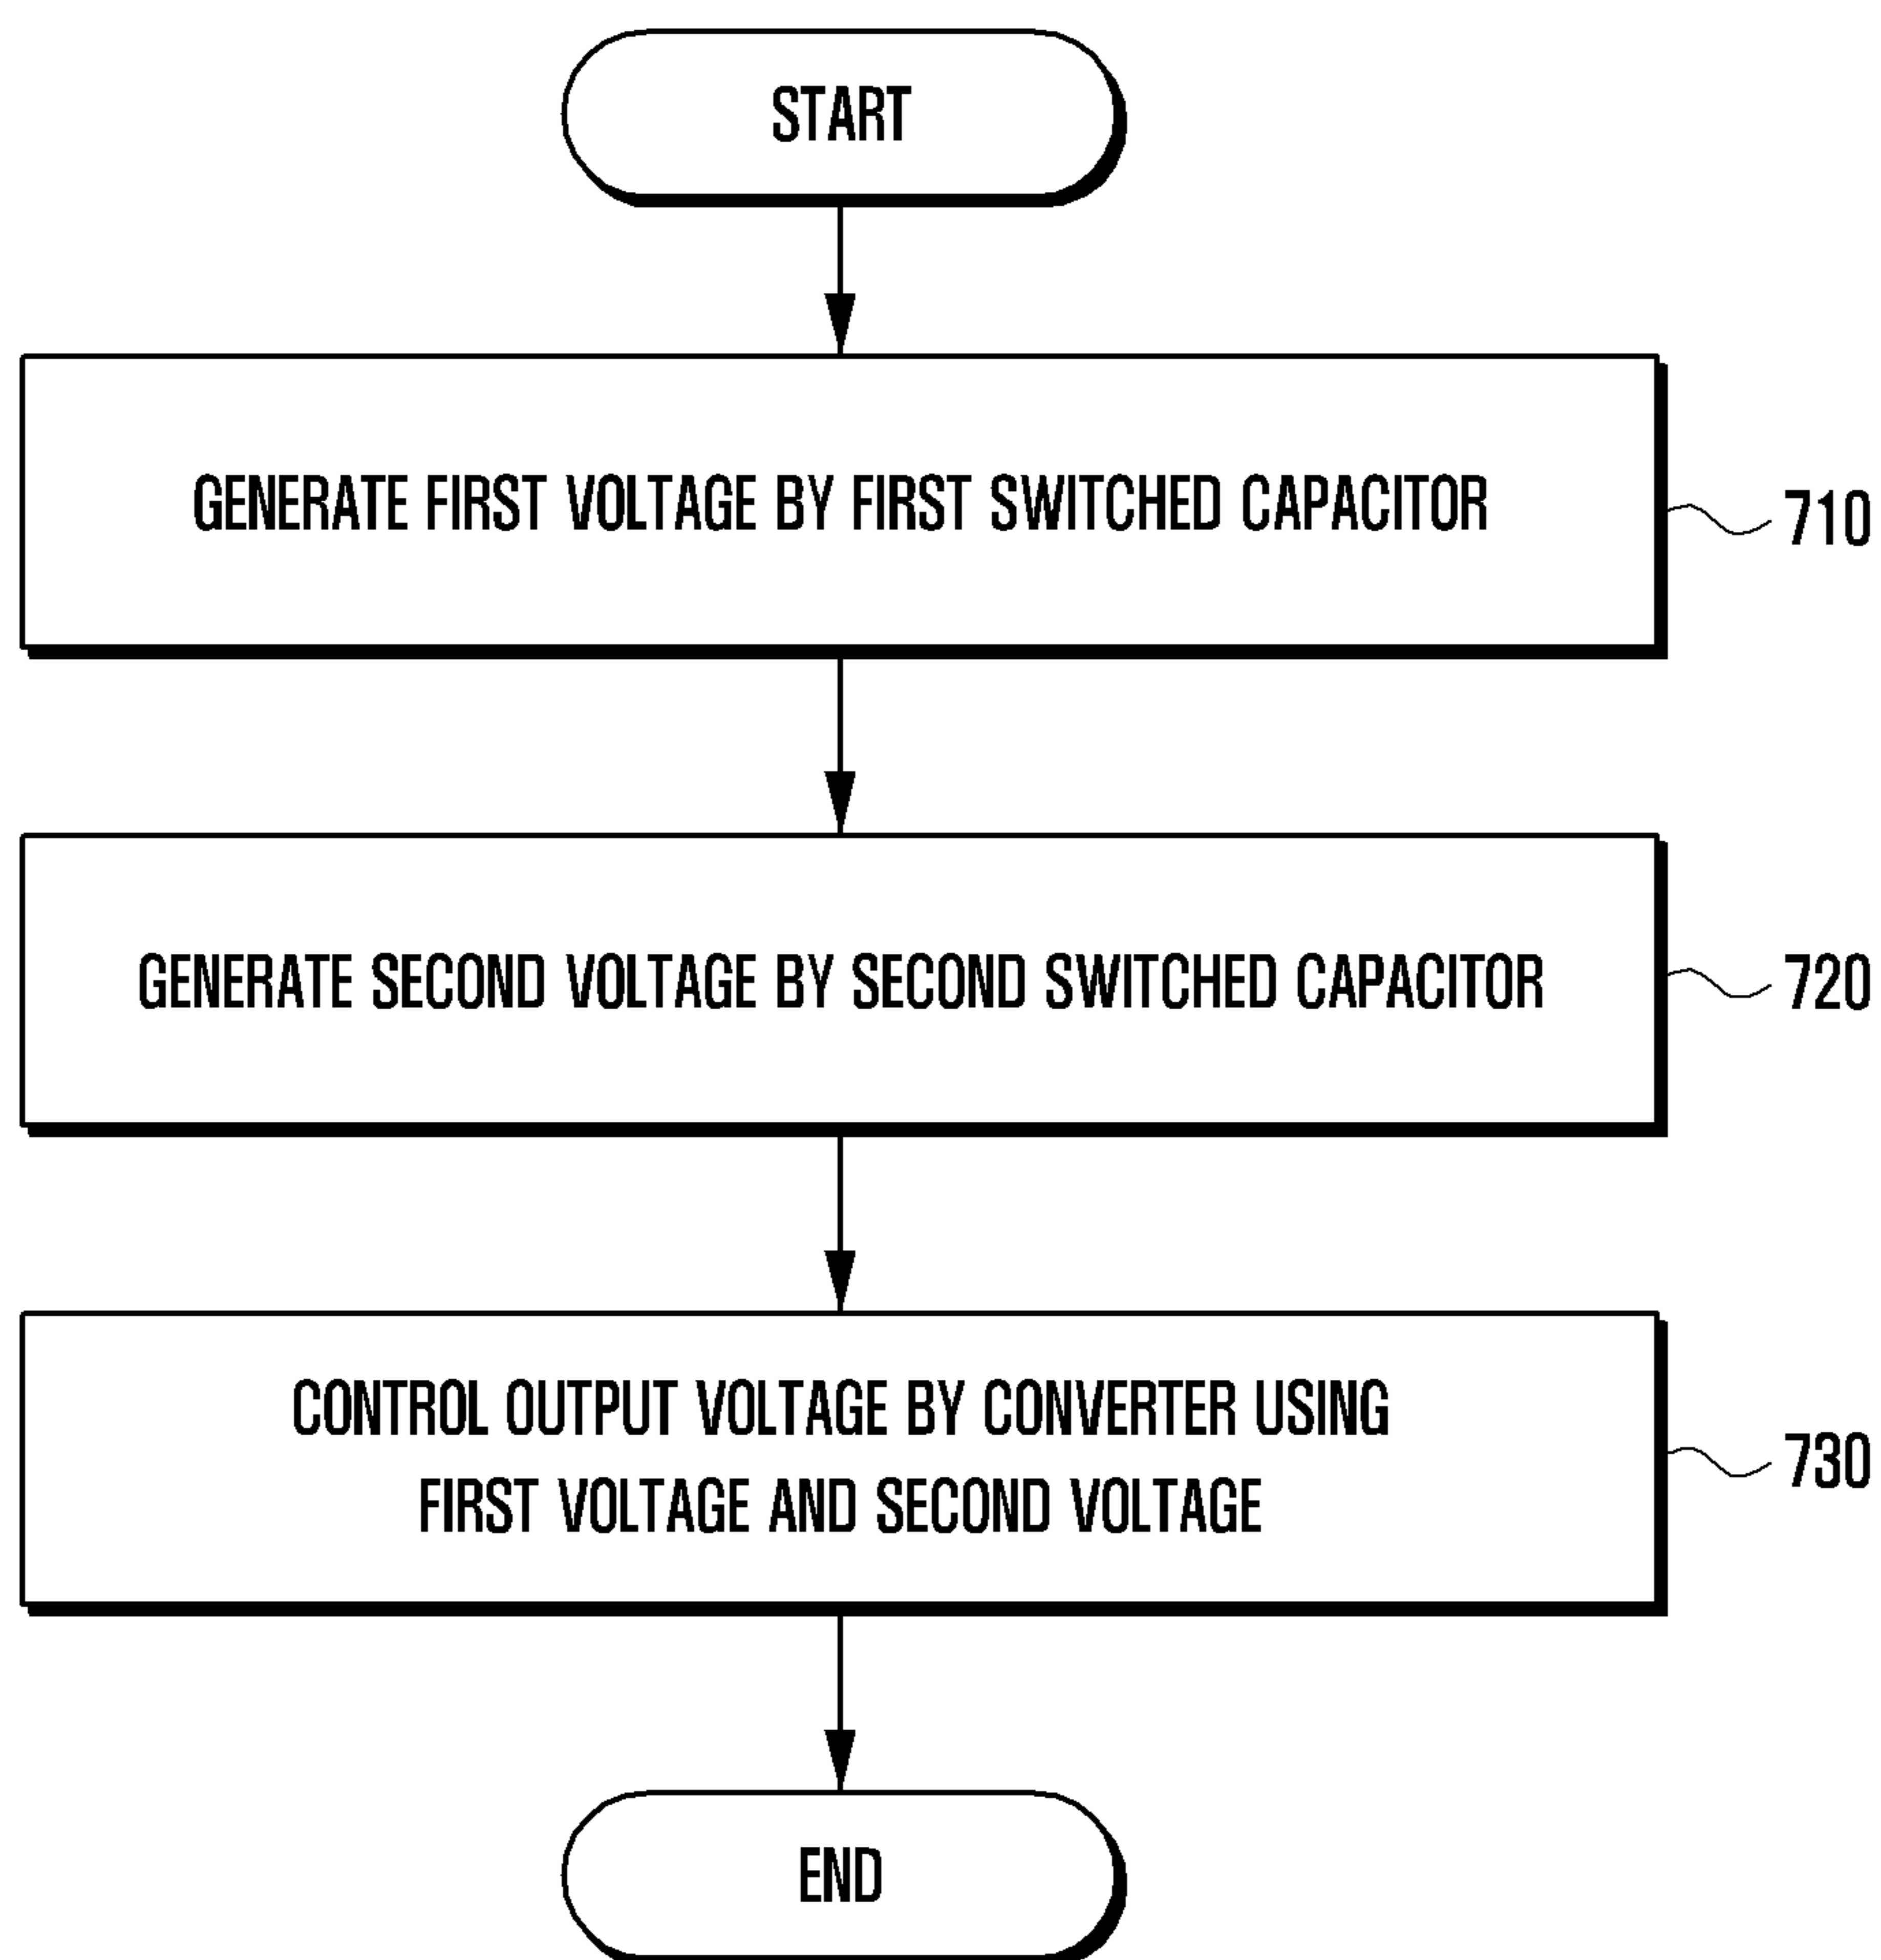 START
GENERATE FIRST VOLTAGE BY FIRST SWITCHED CAPACITOR
710
GENERATE SECOND VOLTAGE BY SECOND SWITCHED CAPACITOR
720
CONTROL OUTPUT VOLTAGE BY CONVERTER USING
FIRST VOLTAGE AND SECOND VOLTAGE
730
END